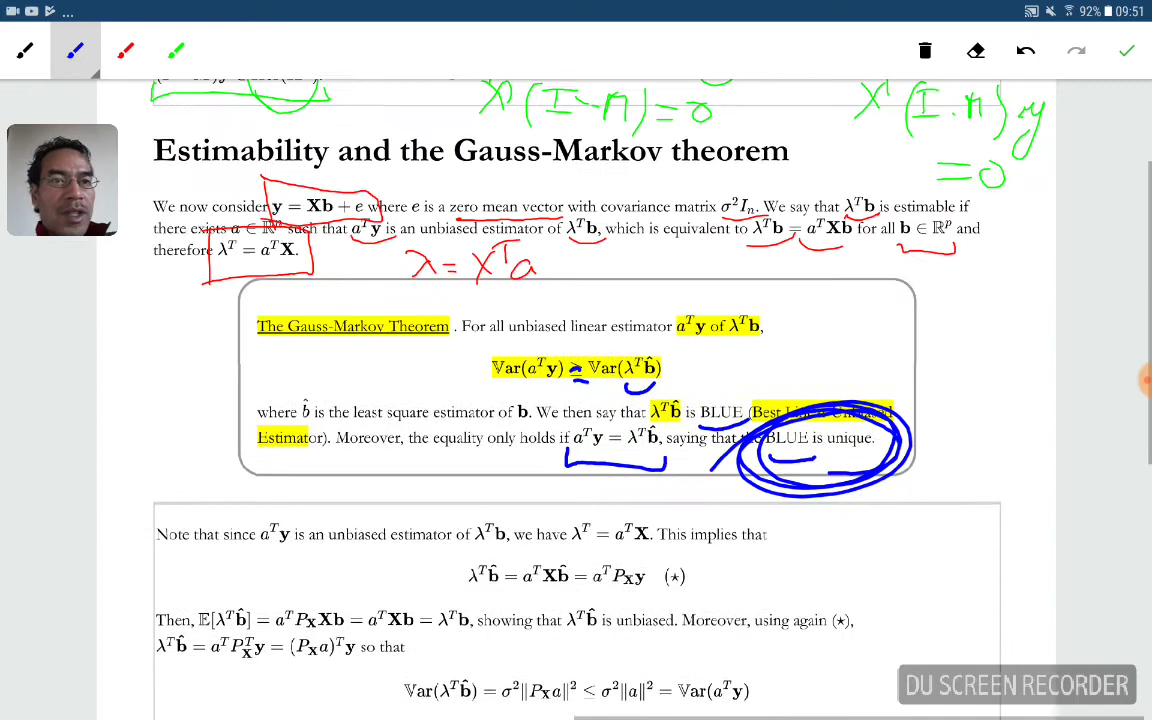 ... 92% 09:51
X' (I - M) = 0
X' (I - M) y
= 0
Estimability and the Gauss-Markov theorem
We now consider y = Xb + e where e is a zero mean vector with covariance matrix σ²Iₙ. We say that λᵀb is estimable if
there exists a ∈ ℝⁿ such that aᵀy is an unbiased estimator of λᵀb, which is equivalent to λᵀb = aᵀXb for all b ∈ ℝᵖ and
therefore λᵀ = aᵀX.
λ = Xᵀa
The Gauss-Markov Theorem . For all unbiased linear estimator aᵀy of λᵀb,
𝕍ar(aᵀy) ≥ 𝕍ar(λᵀb̂)
where b̂ is the least square estimator of b. We then say that λᵀb̂ is BLUE (Best Linear Unbiased
Estimator). Moreover, the equality only holds if aᵀy = λᵀb̂, saying that the BLUE is unique.
Note that since aᵀy is an unbiased estimator of λᵀb, we have λᵀ = aᵀX. This implies that
λᵀb̂ = aᵀXb̂ = aᵀP_X y (⋆)
Then, 𝔼[λᵀb̂] = aᵀP_X Xb = aᵀXb = λᵀb, showing that λᵀb̂ is unbiased. Moreover, using again (⋆),
λᵀb̂ = aᵀP_Xᵀy = (P_X a)ᵀy so that
𝕍ar(λᵀb̂) = σ²‖P_X a‖² ≤ σ²‖a‖² = 𝕍ar(aᵀy)
DU SCREEN RECORDER